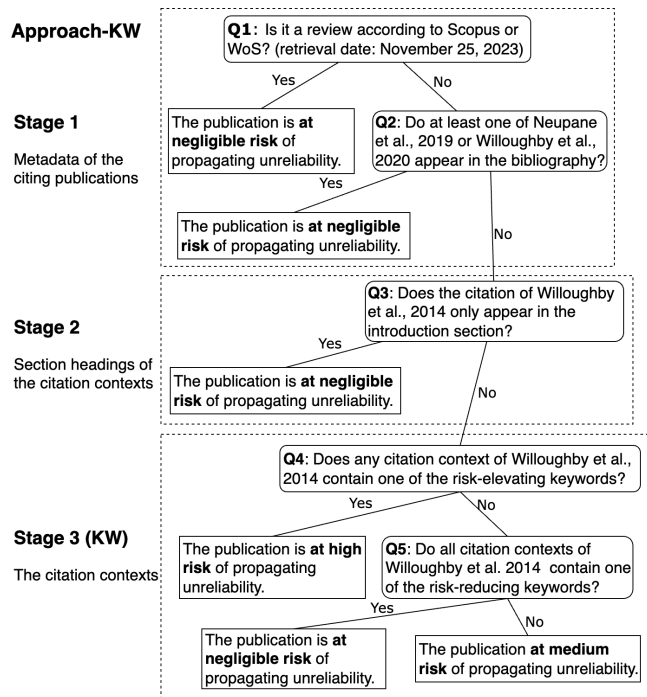 Approach-KW
Q1: Is it a review according to Scopus or
WoS? (retrieval date: November 25, 2023)
Yes
No
Stage 1
Metadata of the
citing publications
The publication is at
negligible risk of
propagating unreliability.
Q2: Do at least one of Neupane
et al., 2019 or Willoughby et al.,
2020 appear in the bibliography?
Yes
No
The publication is at negligible
risk of propagating unreliability.
Stage 2
Section headings of
the citation contexts
Q3: Does the citation of Willoughby
et al., 2014 only appear in the
introduction section?
Yes
No
The publication is at negligible
risk of propagating unreliability.
Stage 3 (KW)
The citation contexts
Q4: Does any citation context of Willoughby et al.,
2014 contain one of the risk-elevating keywords?
Yes
No
The publication is at high
risk of propagating
unreliability.
Q5: Do all citation contexts of
Willoughby et al. 2014 contain one
of the risk-reducing keywords?
Yes
No
The publication is at
negligible risk of
propagating unreliability.
The publication at medium
risk of propagating unreliability.